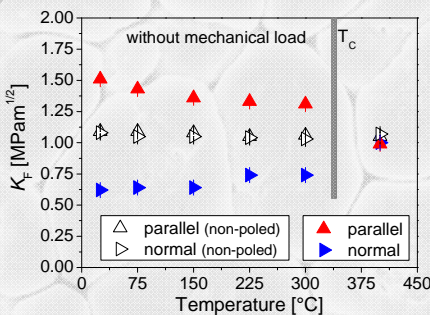 2.00
without mechanical load
T_C
1.75
1.50
1.25
1.00
0.75
0.50
0.25
0.00
K_F [MPam^1/2]
parallel (non-poled)
normal (non-poled)
parallel
normal
0 75 150 225 300 375 450
Temperature [°C]